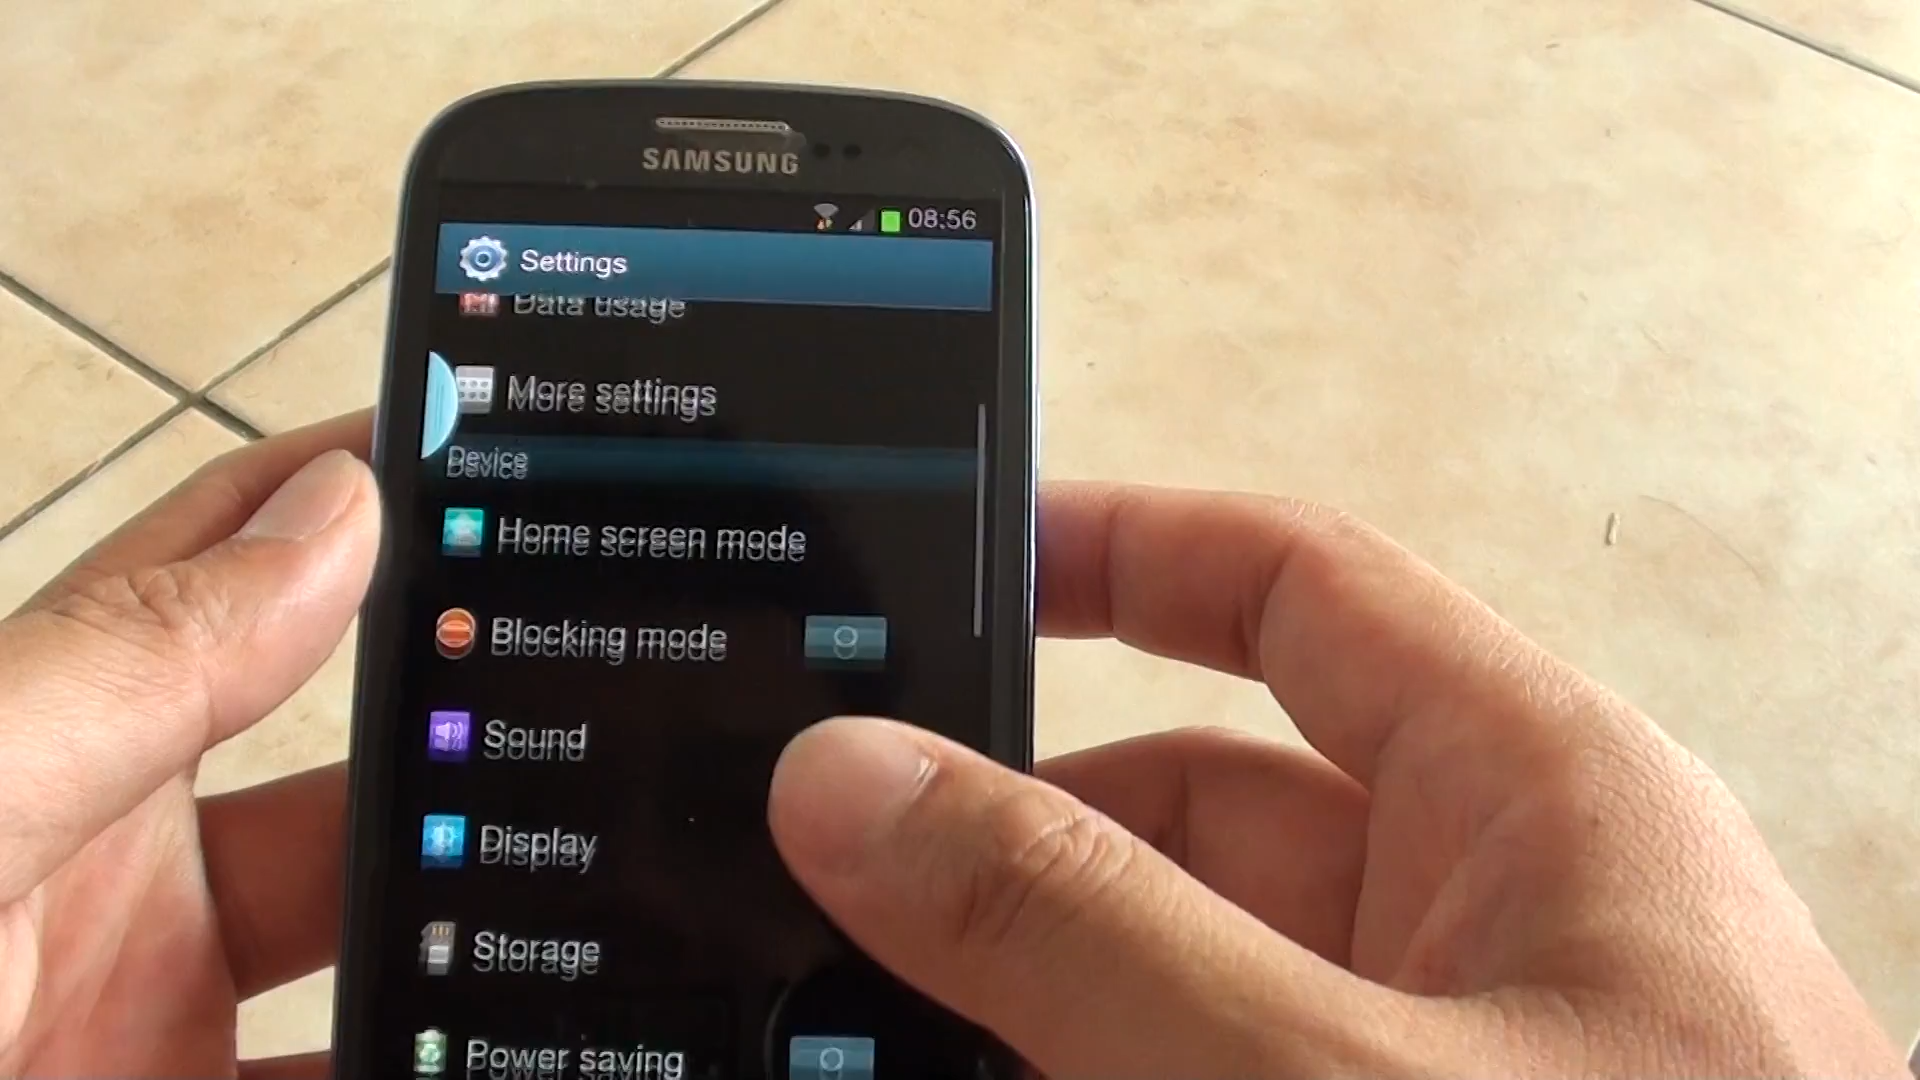 SAMSUNG
08:56
Settings
Data usage
More settings
Device
Home screen mode
Blocking mode
Sound
Display
Storage
Power saving